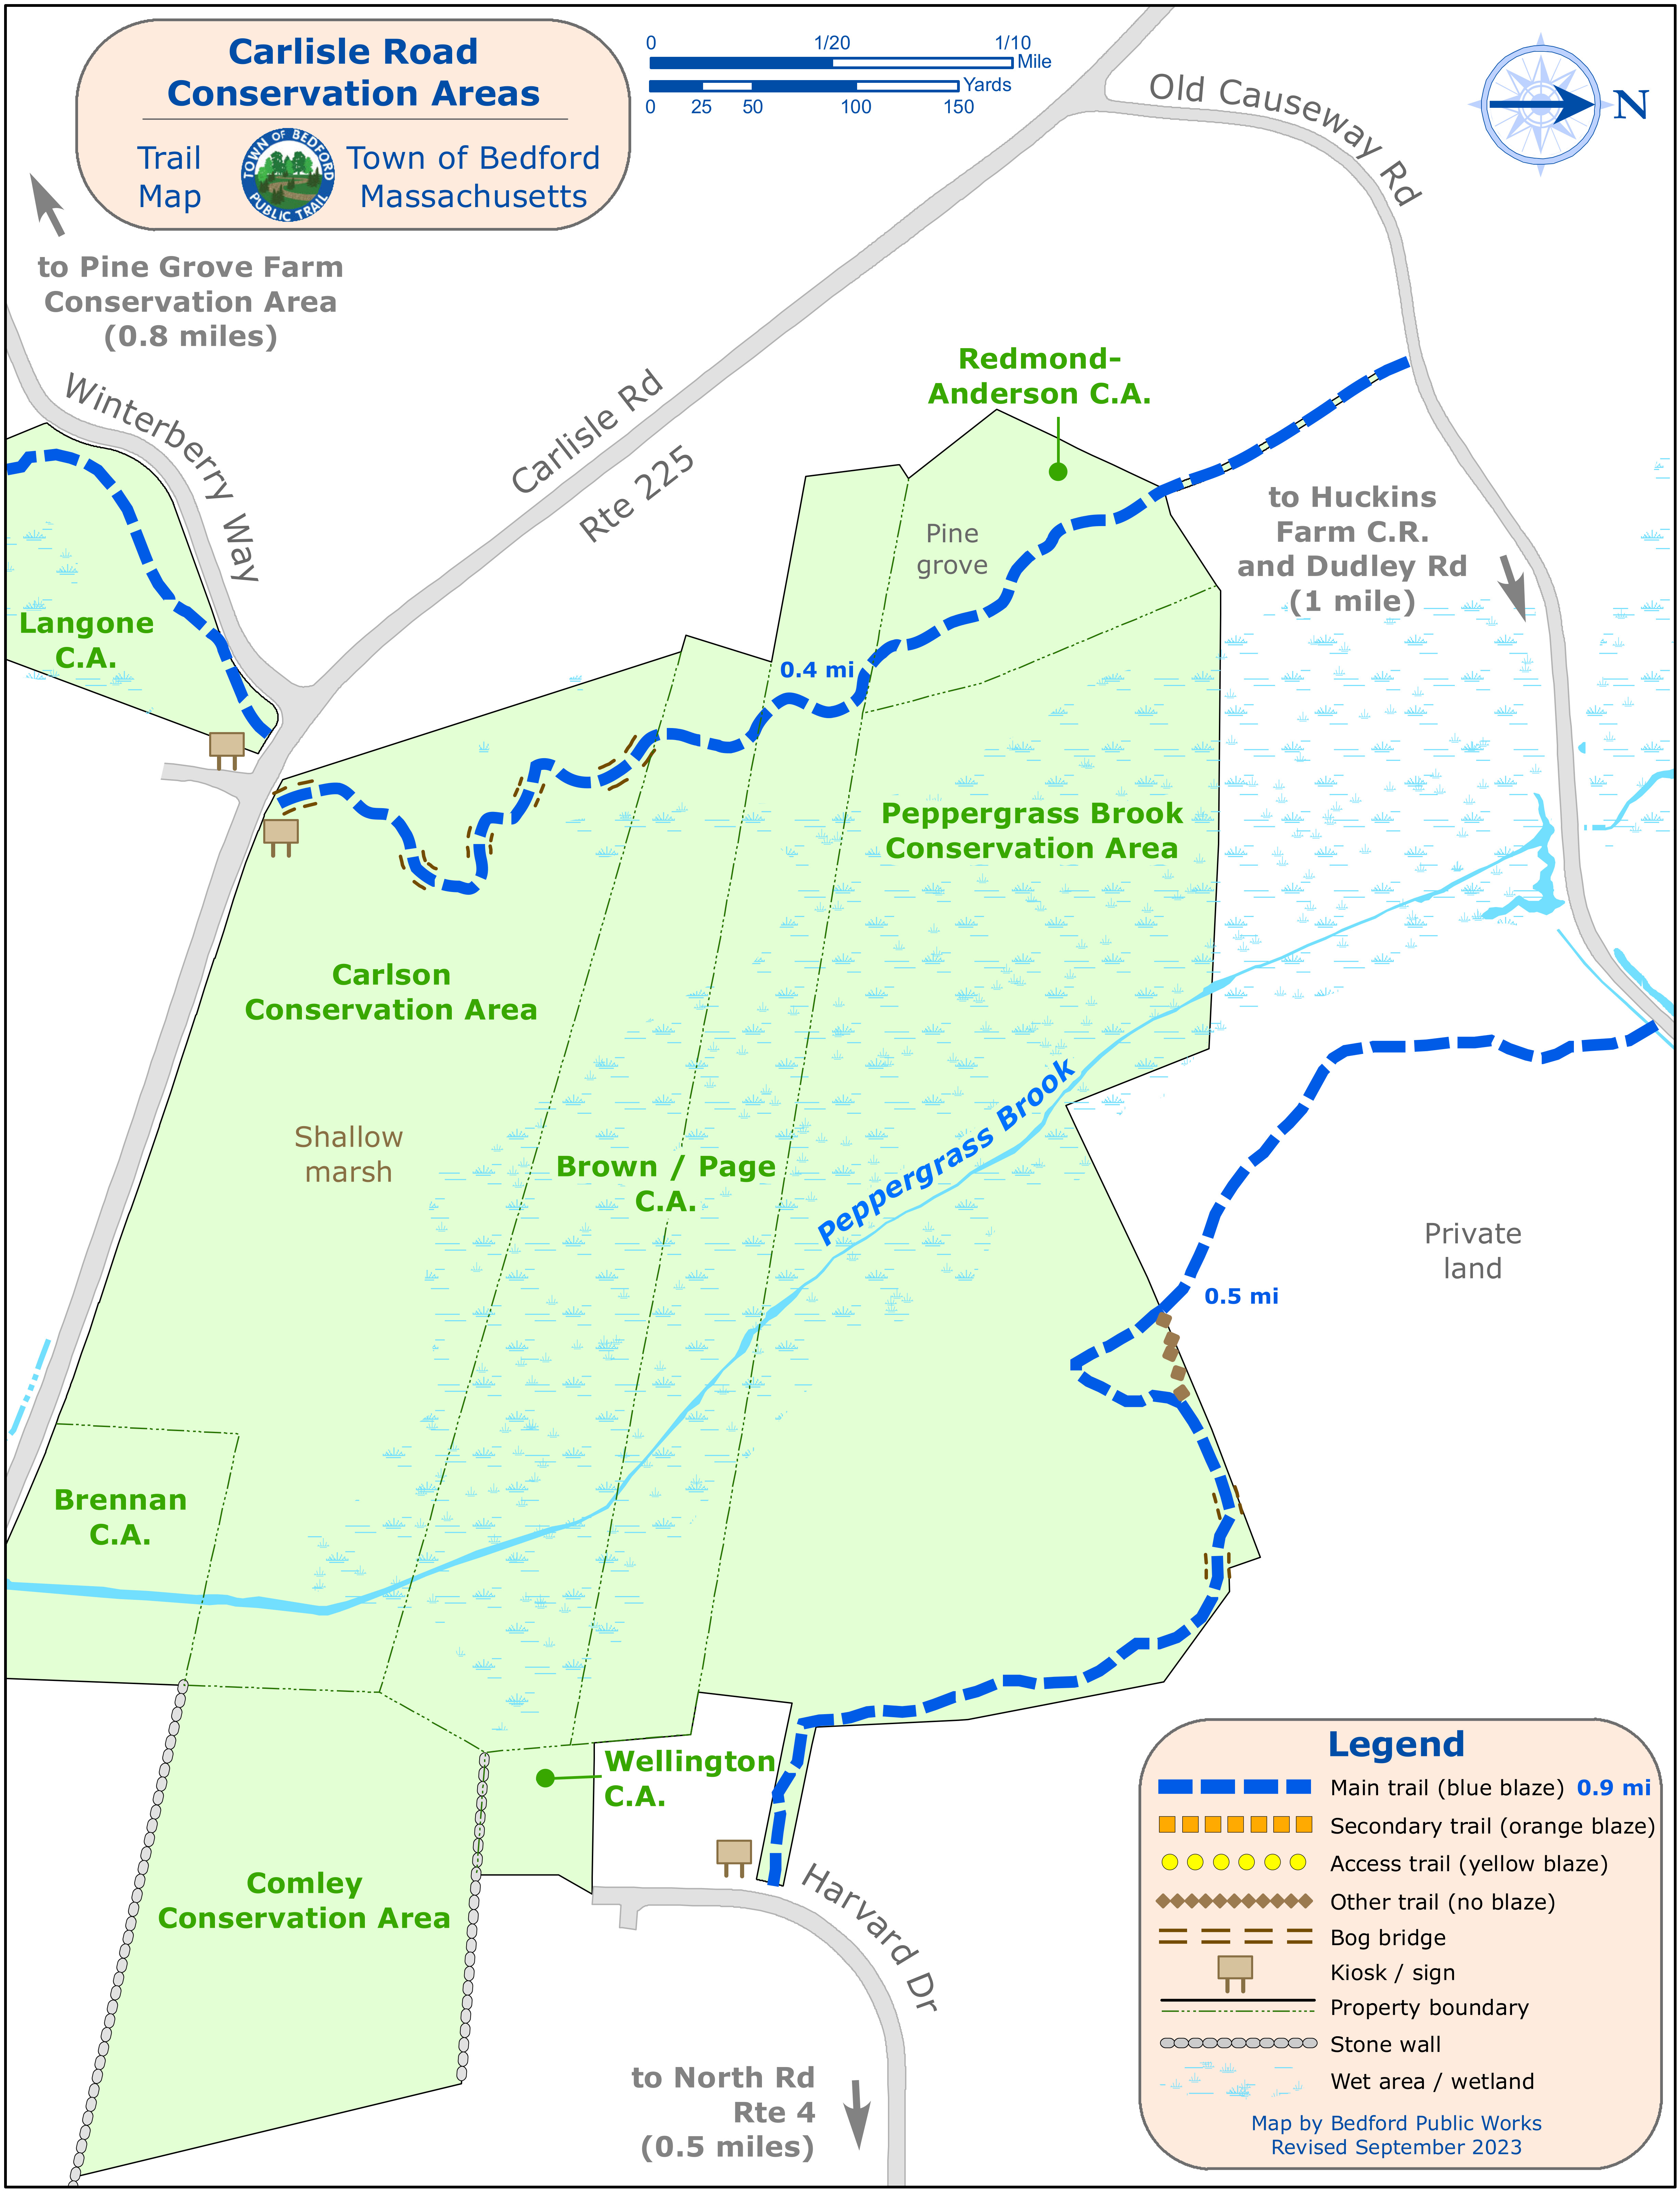 Carlisle Road
Conservation Areas
Trail
Map
TOWN OF BEDFORD
PUBLIC TRAIL
Town of Bedford
Massachusetts
0 1/20 1/10
Mile
Yards
0 25 50 100 150
Old Causeway Rd
N
to Pine Grove Farm
Conservation Area
(0.8 miles)
Winterberry Way
Carlisle Rd
Rte 225
Redmond-
Anderson C.A.
Pine
grove
to Huckins
Farm C.R.
and Dudley Rd
(1 mile)
Langone
C.A.
0.4 mi
Peppergrass Brook
Conservation Area
Carlson
Conservation Area
Shallow
marsh
Brown / Page
C.A.
Peppergrass Brook
Private
land
0.5 mi
Brennan
C.A.
Wellington
C.A.
Comley
Conservation Area
Harvard Dr
to North Rd
Rte 4
(0.5 miles)
Legend
Main trail (blue blaze) 0.9 mi
Secondary trail (orange blaze)
Access trail (yellow blaze)
Other trail (no blaze)
Bog bridge
Kiosk / sign
Property boundary
Stone wall
Wet area / wetland
Map by Bedford Public Works
Revised September 2023